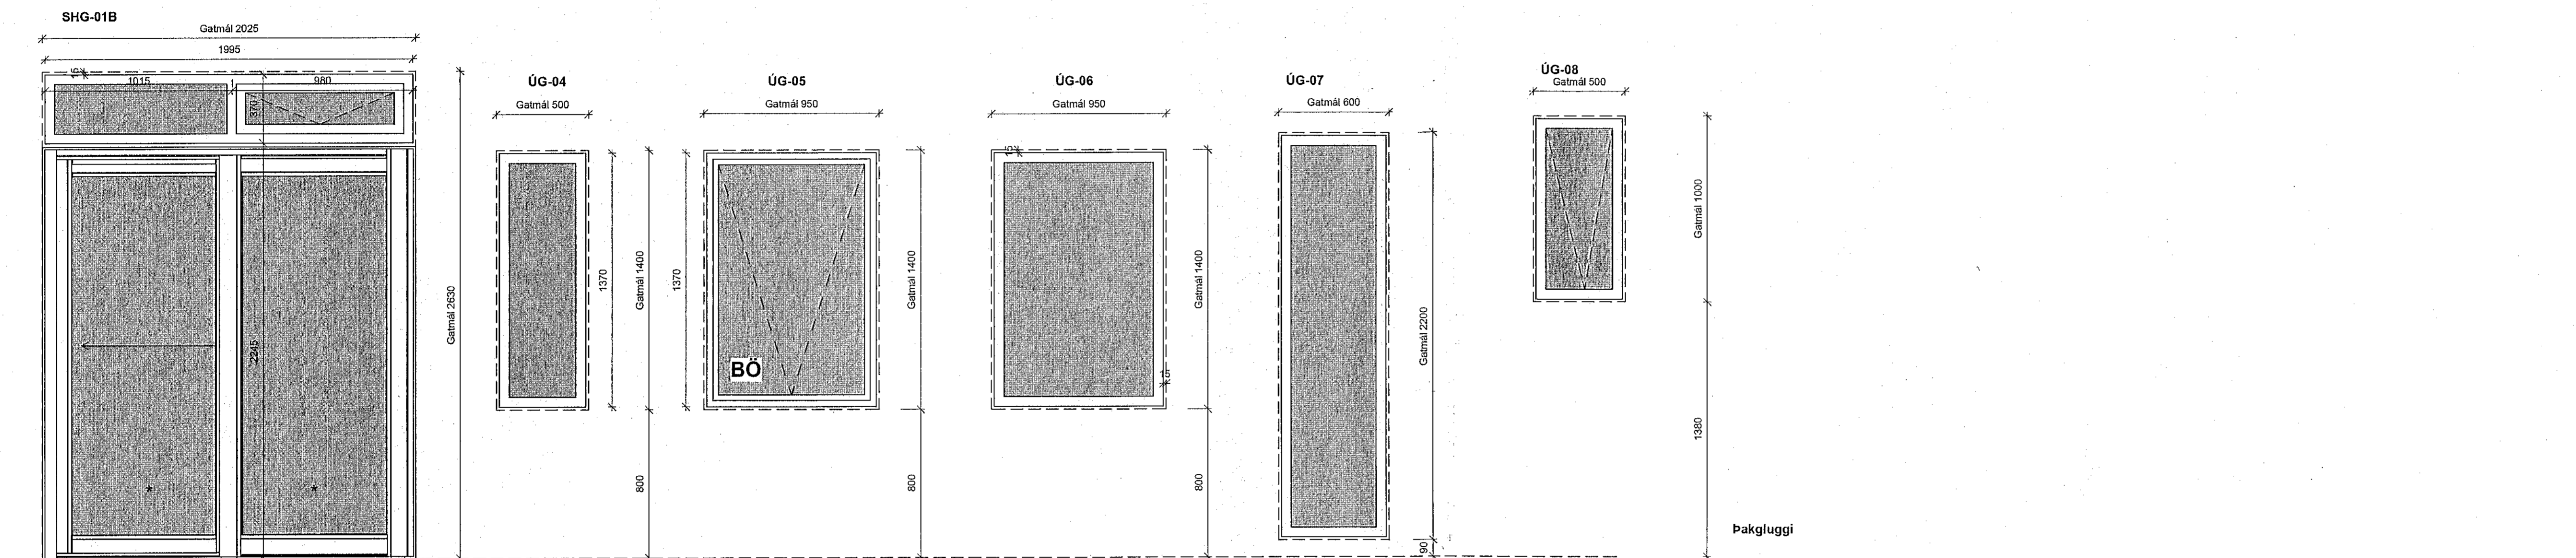 SHG-01B
Gatmál 2025
1995
15
1015
980
370
2245
*
*
Gatmál 2630
ÚG-04
Gatmál 500
1370
Gatmál 1400
800
ÚG-05
Gatmál 950
1370
BÖ
Gatmál 1400
800
ÚG-06
Gatmál 950
15
15
Gatmál 1400
800
ÚG-07
Gatmál 600
Gatmál 2200
90
ÚG-08
Gatmál 500
Gatmál 1000
1380
Þakgluggi